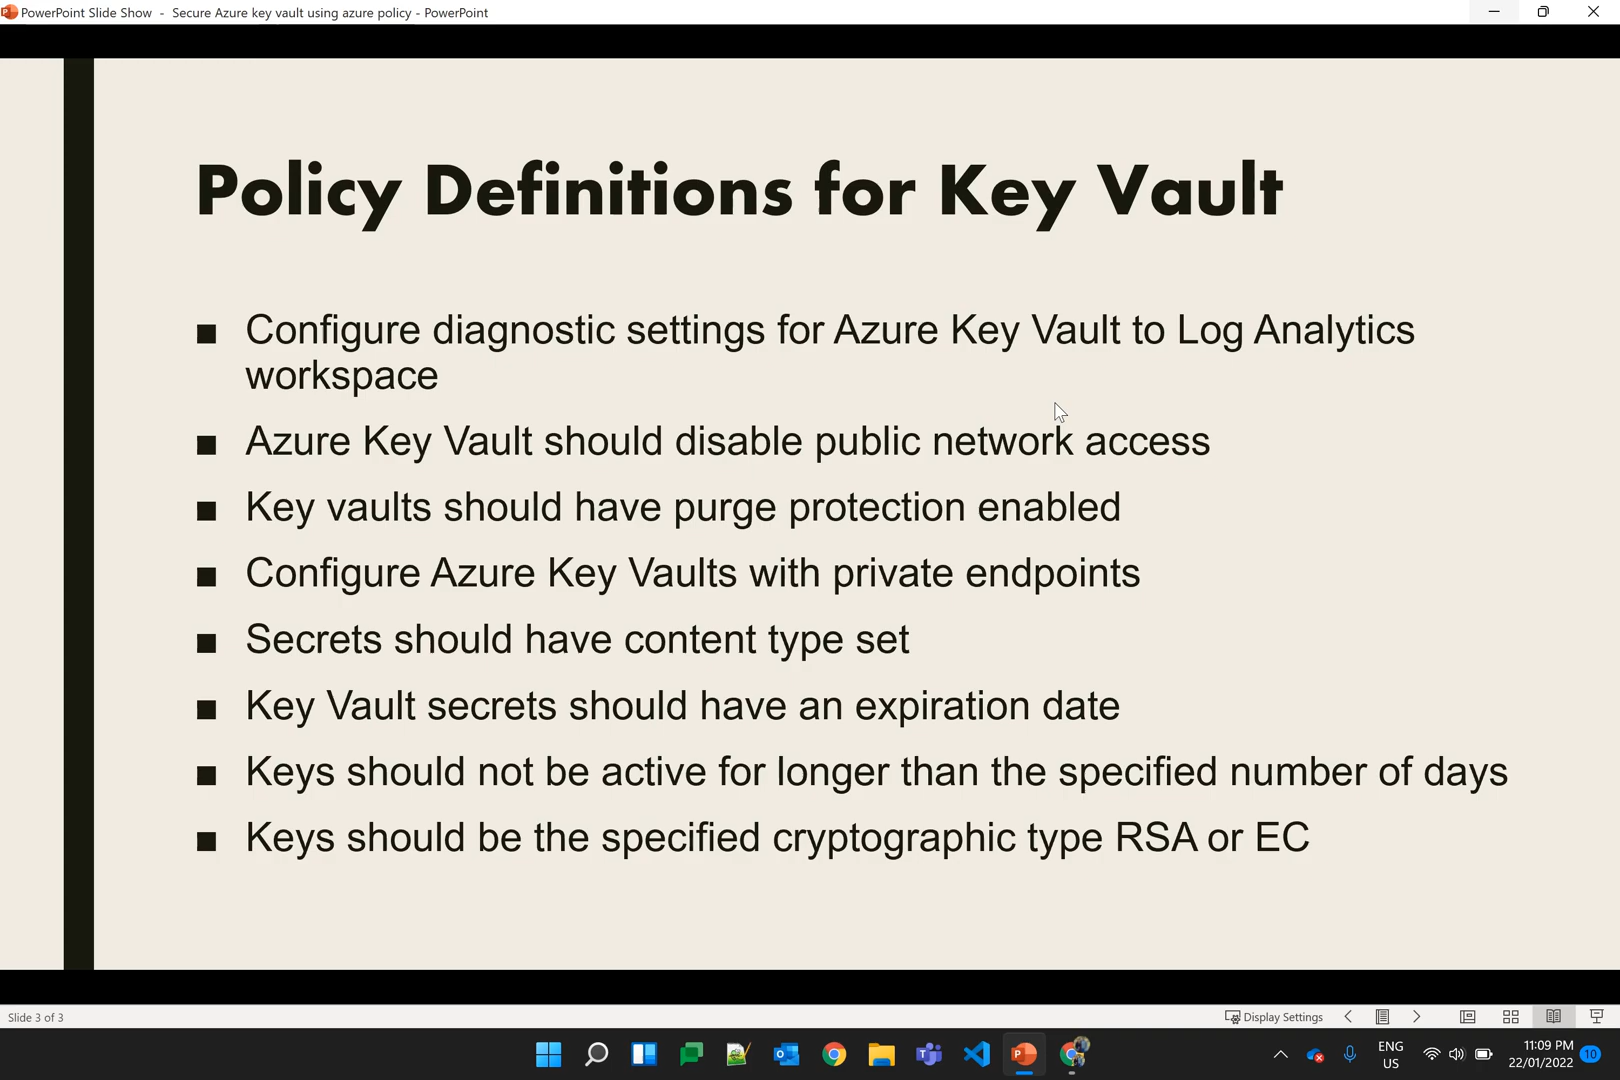 PowerPoint Slide Show - Secure Azure key vault using azure policy - PowerPoint
Policy Definitions for Key Vault
■ Configure diagnostic settings for Azure Key Vault to Log Analytics
workspace
■ Azure Key Vault should disable public network access
■ Key vaults should have purge protection enabled
■ Configure Azure Key Vaults with private endpoints
■ Secrets should have content type set
■ Key Vault secrets should have an expiration date
■ Keys should not be active for longer than the specified number of days
■ Keys should be the specified cryptographic type RSA or EC
Slide 3 of 3
Display Settings
ENG
US
11:09 PM
22/01/2022
10